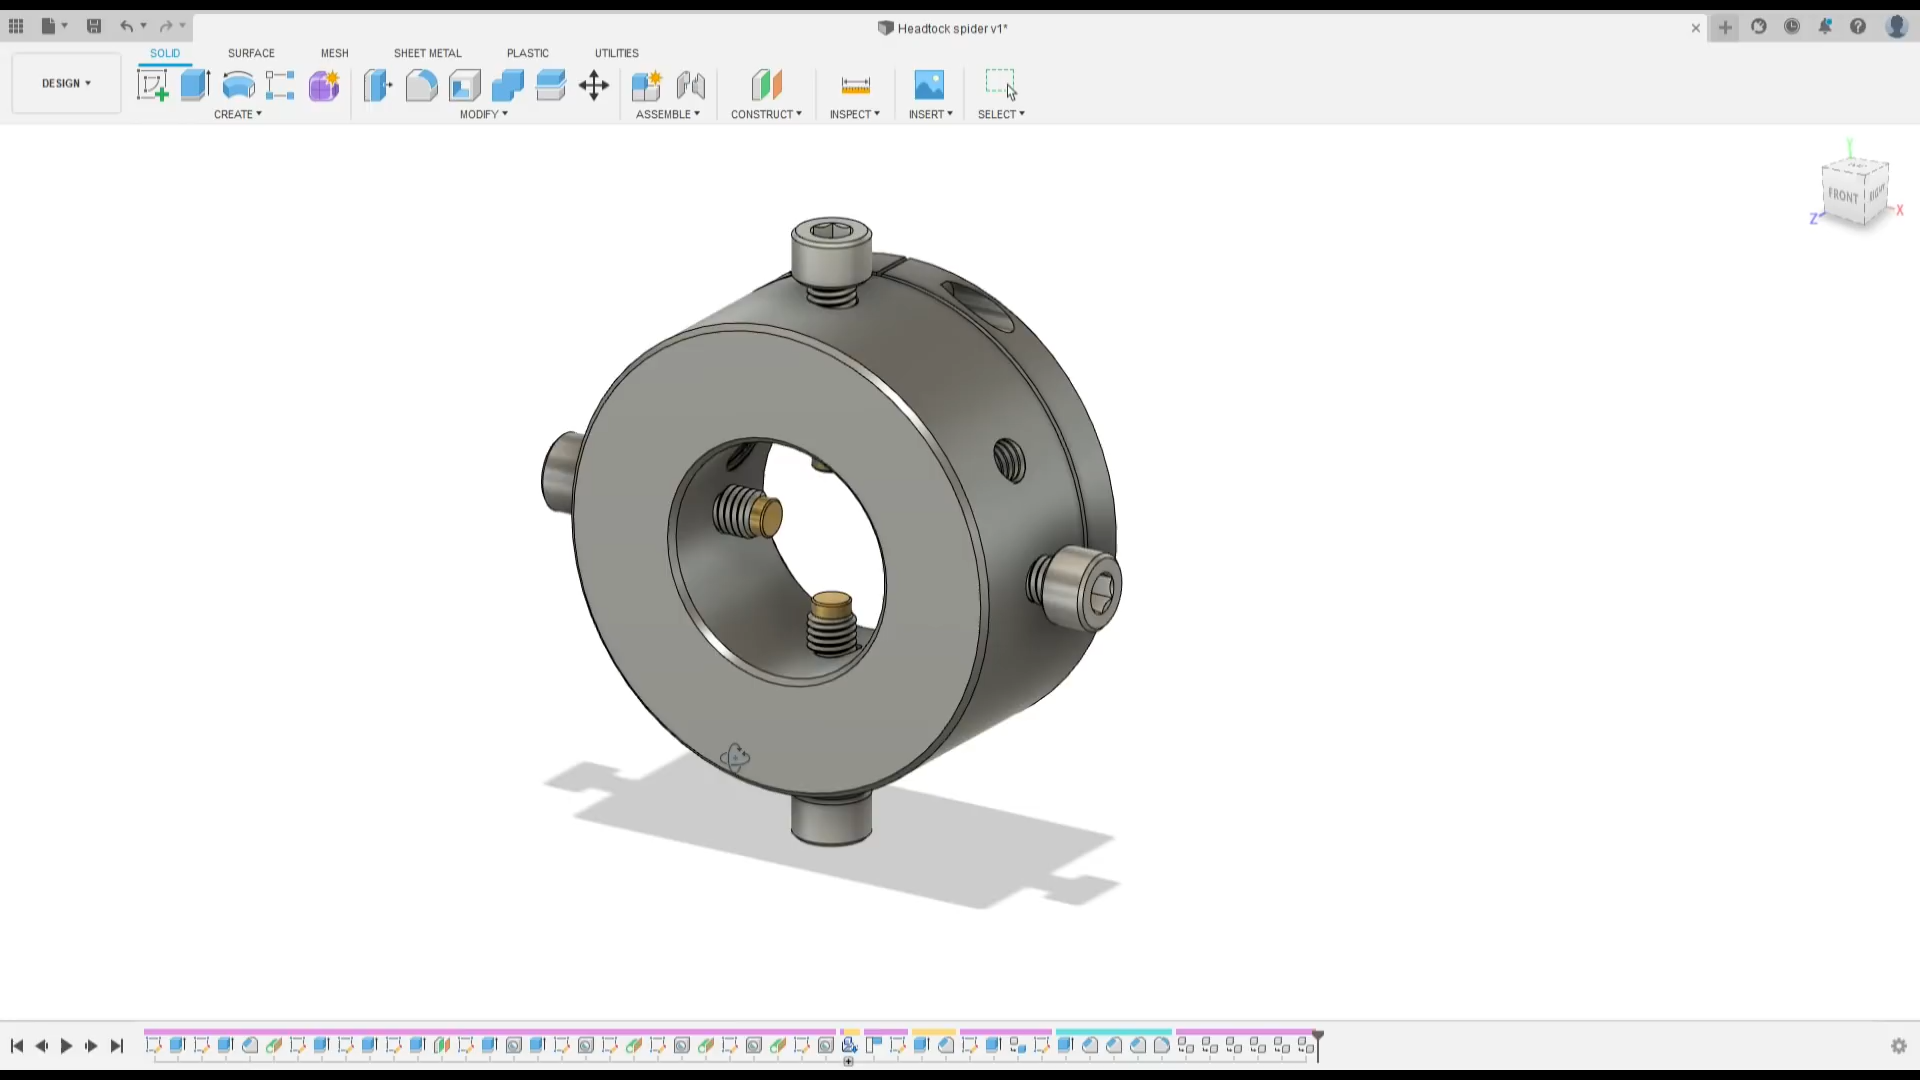 Headtock spider v1*
SOLID SURFACE MESH SHEET METAL PLASTIC UTILITIES
DESIGN
CREATE MODIFY ASSEMBLE CONSTRUCT INSPECT INSERT SELECT
Y
FRONT RIGHT
Z X